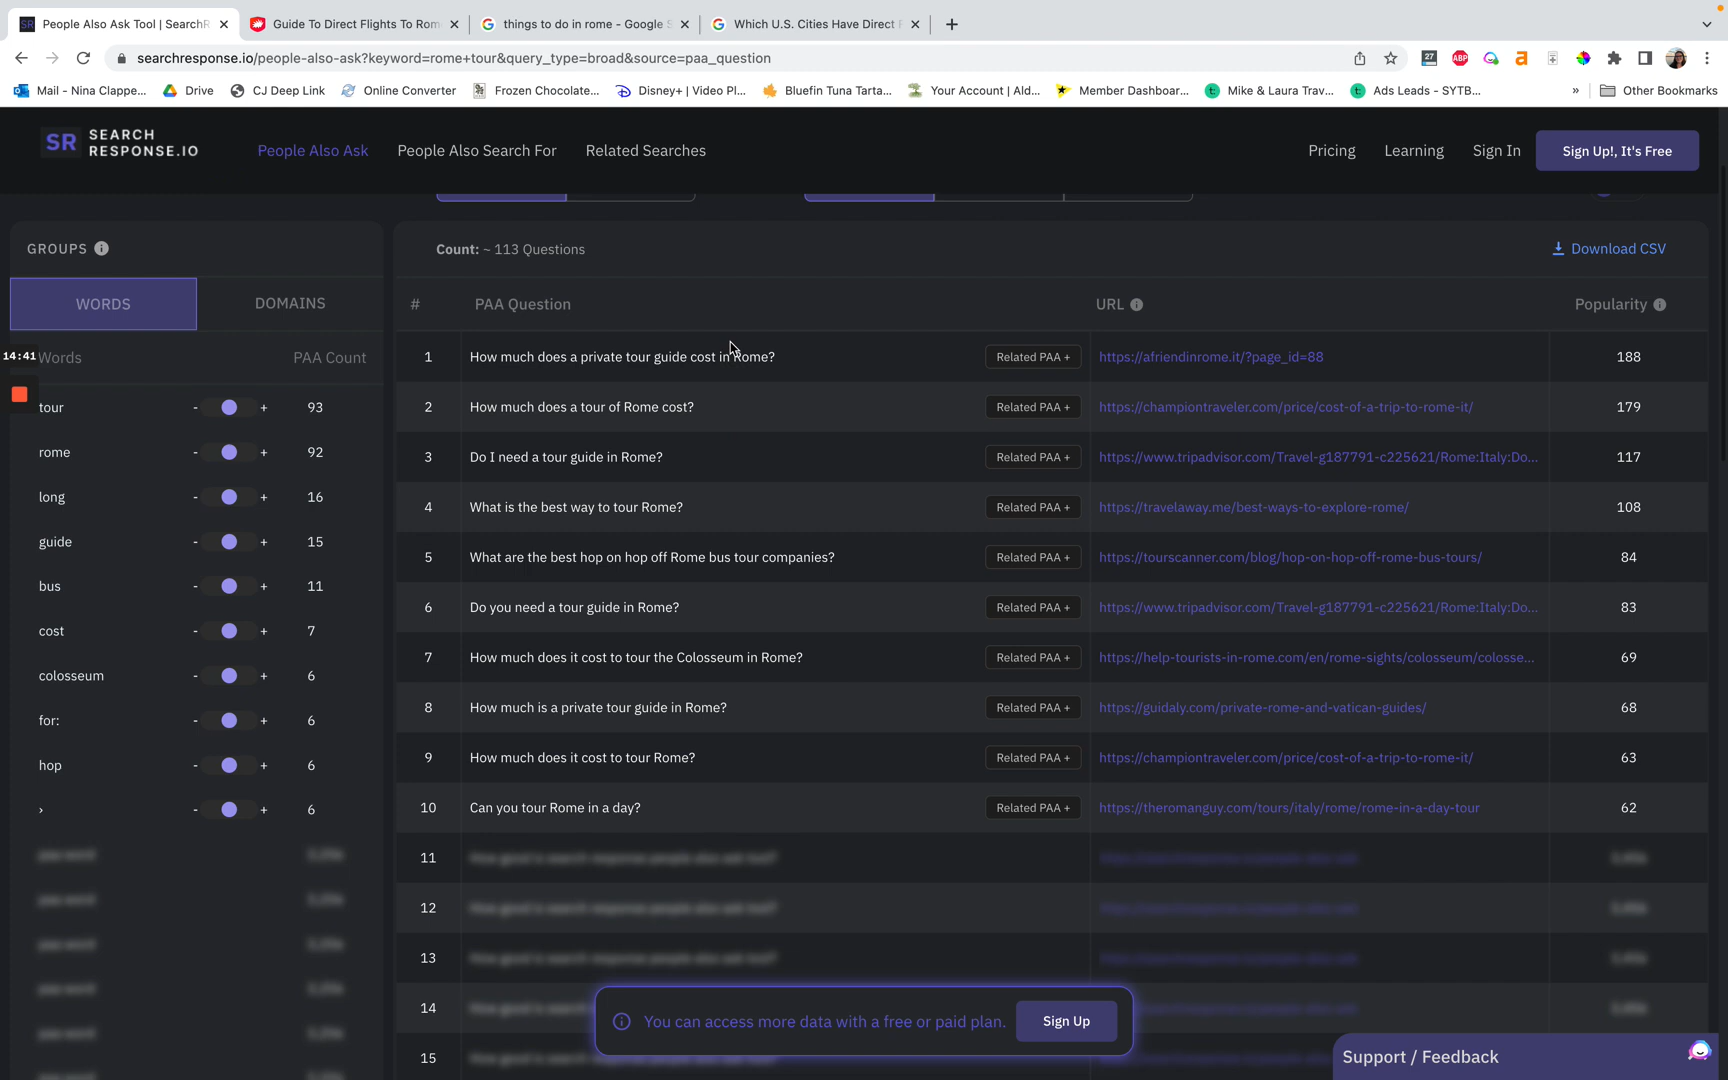 People Also Ask Tool | SearchR
Guide To Direct Flights To Rom
things to do in rome - Google S
Which U.S. Cities Have Direct F
searchresponse.io/people-also-ask?keyword=rome+tour&query_type=broad&source=paa_question
27
ABP
a
Mail - Nina Clappe...
Drive
CJ Deep Link
Online Converter
Frozen Chocolate...
Disney+ | Video Pl...
Bluefin Tuna Tarta...
Your Account | Ald...
Member Dashboar...
Mike & Laura Trav...
Ads Leads - SYTB...
»
Other Bookmarks
SR SEARCH
RESPONSE.IO
People Also Ask
People Also Search For
Related Searches
Pricing
Learning
Sign In
Sign Up!, It's Free
GROUPS
WORDS
DOMAINS
Words
PAA Count
14:41
tour - + 93
rome - + 92
long - + 16
guide - + 15
bus - + 11
cost - + 7
colosseum - + 6
for: - + 6
hop - + 6
› - + 6
Count: ~ 113 Questions
Download CSV
# PAA Question URL Popularity
1 How much does a private tour guide cost in Rome? Related PAA + https://afriendinrome.it/?page_id=88 188
2 How much does a tour of Rome cost? Related PAA + https://championtraveler.com/price/cost-of-a-trip-to-rome-it/ 179
3 Do I need a tour guide in Rome? Related PAA + https://www.tripadvisor.com/Travel-g187791-c225621/Rome:Italy:Do... 117
4 What is the best way to tour Rome? Related PAA + https://travelaway.me/best-ways-to-explore-rome/ 108
5 What are the best hop on hop off Rome bus tour companies? Related PAA + https://tourscanner.com/blog/hop-on-hop-off-rome-bus-tours/ 84
6 Do you need a tour guide in Rome? Related PAA + https://www.tripadvisor.com/Travel-g187791-c225621/Rome:Italy:Do... 83
7 How much does it cost to tour the Colosseum in Rome? Related PAA + https://help-tourists-in-rome.com/en/rome-sights/colosseum/colosse... 69
8 How much is a private tour guide in Rome? Related PAA + https://guidaly.com/private-rome-and-vatican-guides/ 68
9 How much does it cost to tour Rome? Related PAA + https://championtraveler.com/price/cost-of-a-trip-to-rome-it/ 63
10 Can you tour Rome in a day? Related PAA + https://theromanguy.com/tours/italy/rome/rome-in-a-day-tour 62
11
12
13
14
15
You can access more data with a free or paid plan.
Sign Up
Support / Feedback